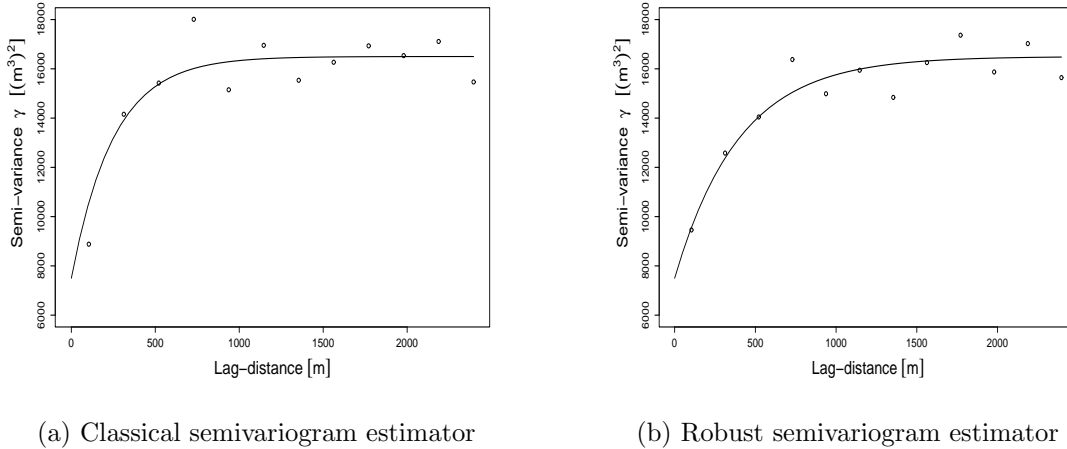 18000
16000
14000
12000
10000
8000
6000
Semi−variance γ [(m³)²]
0 500 1000 1500 2000
Lag−distance [m]
(a) Classical semivariogram estimator
18000
16000
14000
12000
10000
8000
6000
Semi−variance γ [(m³)²]
0 500 1000 1500 2000
Lag−distance [m]
(b) Robust semivariogram estimator